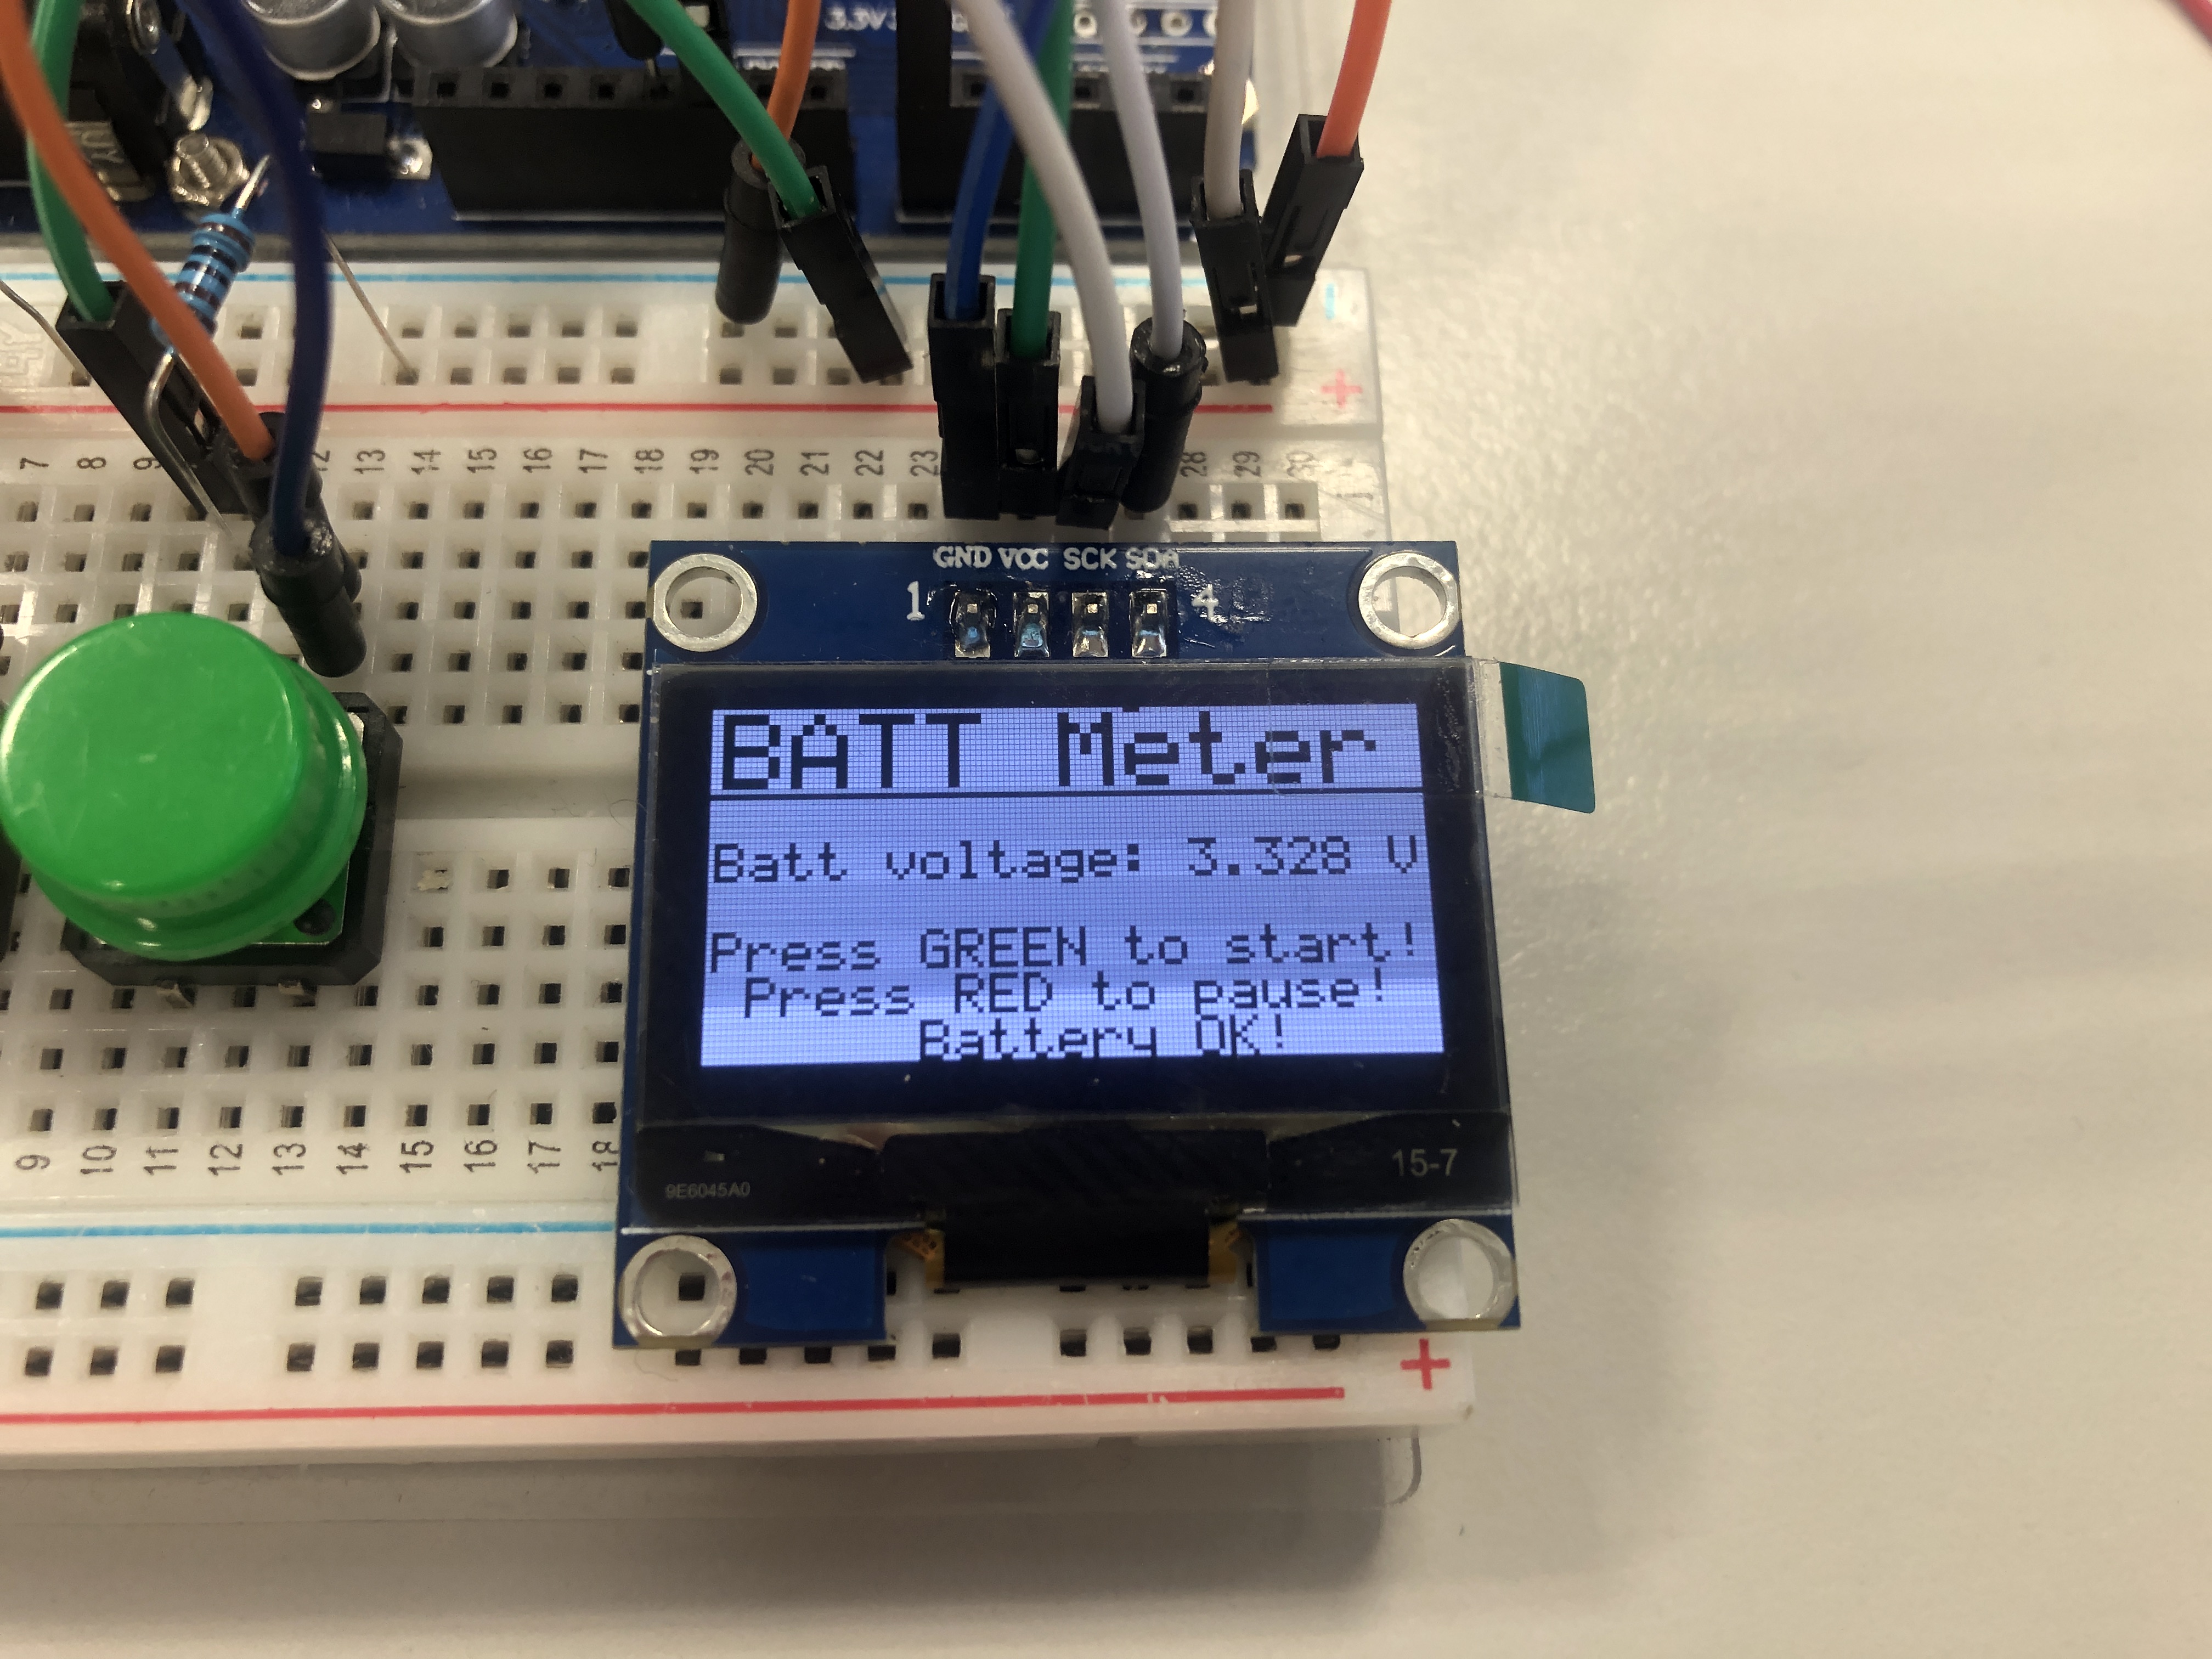 3.3V
7 8 9 12 13 14 15 16 17 18 19 20 21 22 23 28 29 30
GND VCC SCK SDA
1 4
BATT Meter
Batt voltage: 3.328 V
Press GREEN to start!
Press RED to pause!
Battery OK!
15-7
9E6045A0
9 10 11 12 13 14 15 16 17 18